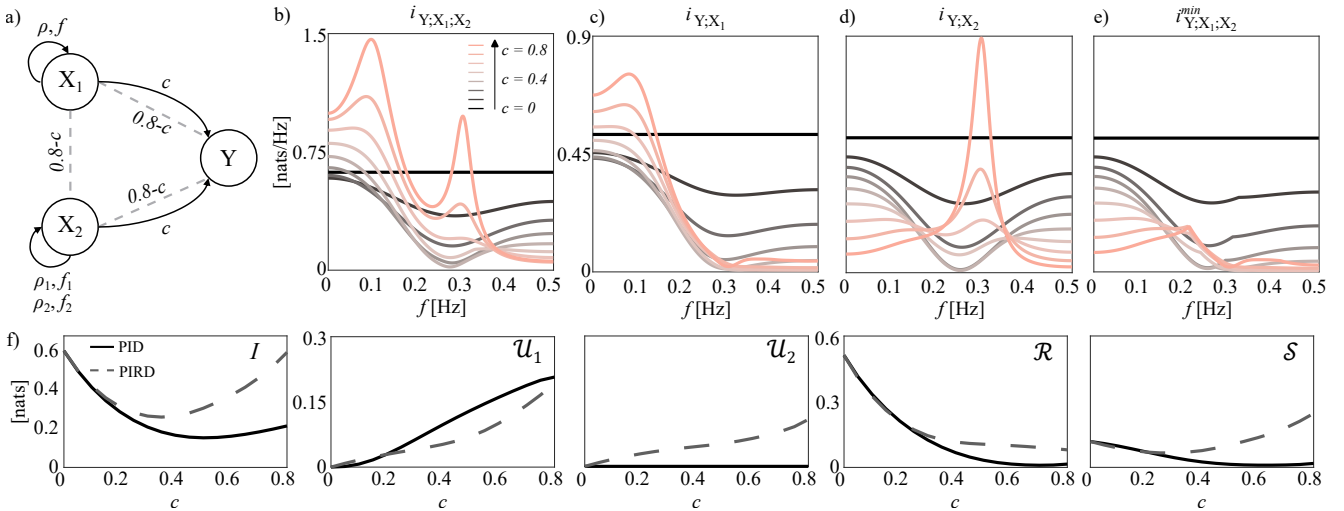 a)
ρ, f
X₁
c
0.8-c
0.8-c
Y
0.8-c
c
X₂
ρ₁, f₁
ρ₂, f₂
b)
i Y;X₁;X₂
[nats/Hz]
1.5
0.75
0
c = 0.8
c = 0.4
c = 0
0 0.1 0.2 0.3 0.4 0.5
f [Hz]
c)
i Y;X₁
0.9
0.45
0
0 0.1 0.2 0.3 0.4 0.5
f [Hz]
d)
i Y;X₂
0 0.1 0.2 0.3 0.4 0.5
f [Hz]
e)
i min Y;X₁;X₂
0 0.1 0.2 0.3 0.4 0.5
f [Hz]
f)
[nats]
0.6
0.4
0.2
0
PID
PIRD
I
0 0.2 0.4 0.6 0.8
c
0.3
0.15
0
𝒰₁
0 0.2 0.4 0.6 0.8
c
𝒰₂
0 0.2 0.4 0.6 0.8
c
0.6
0.3
0
ℛ
0 0.2 0.4 0.6 0.8
c
𝒮
0 0.2 0.4 0.6 0.8
c